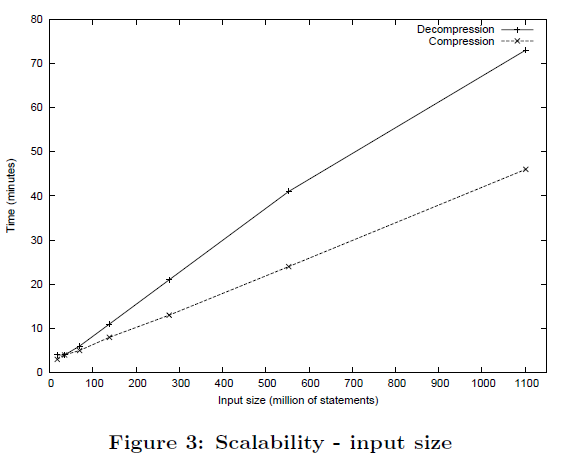 80
70
60
50
40
30
20
10
0
Time (minutes)
Decompression
Compression
0 100 200 300 400 500 600 700 800 900 1000 1100
Input size (million of statements)
Figure 3: Scalability - input size